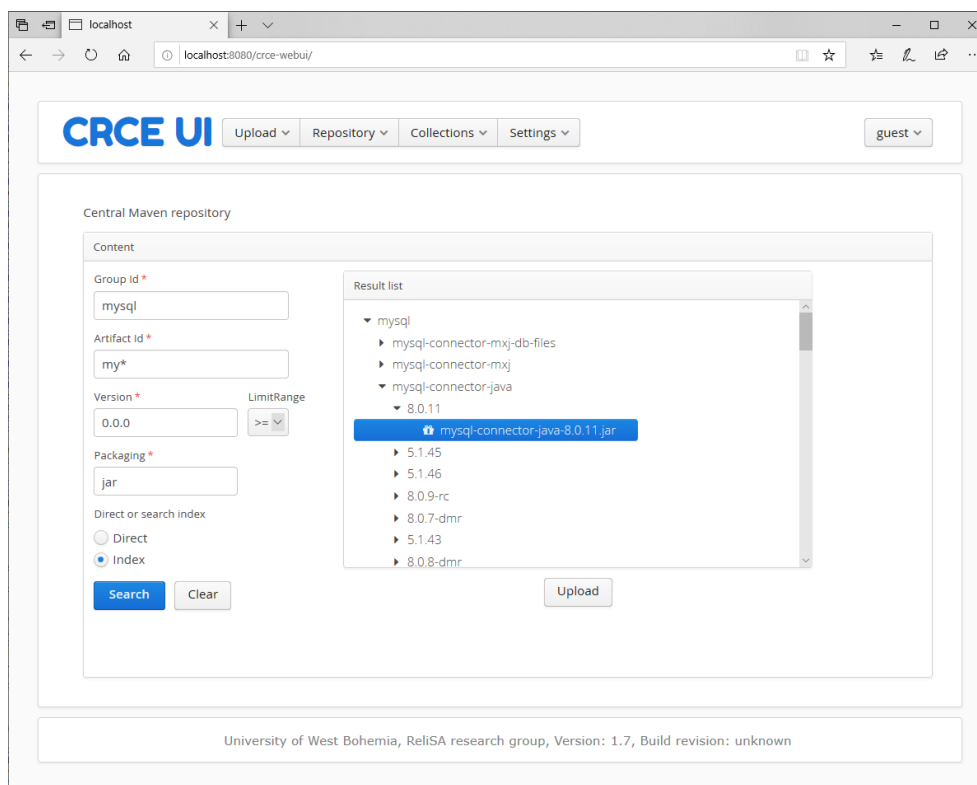 localhost
localhost:8080/crce-webui/
CRCE UI
Upload
Repository
Collections
Settings
guest
Central Maven repository
Content
Group Id *
mysql
Artifact Id *
my*
Version *
LimitRange
0.0.0
>=
Packaging *
jar
Direct or search index
Direct
Index
Search
Clear
Result list
mysql
mysql-connector-mxj-db-files
mysql-connector-mxj
mysql-connector-java
8.0.11
mysql-connector-java-8.0.11.jar
5.1.45
5.1.46
8.0.9-rc
8.0.7-dmr
5.1.43
8.0.8-dmr
Upload
University of West Bohemia, ReliSA research group, Version: 1.7, Build revision: unknown